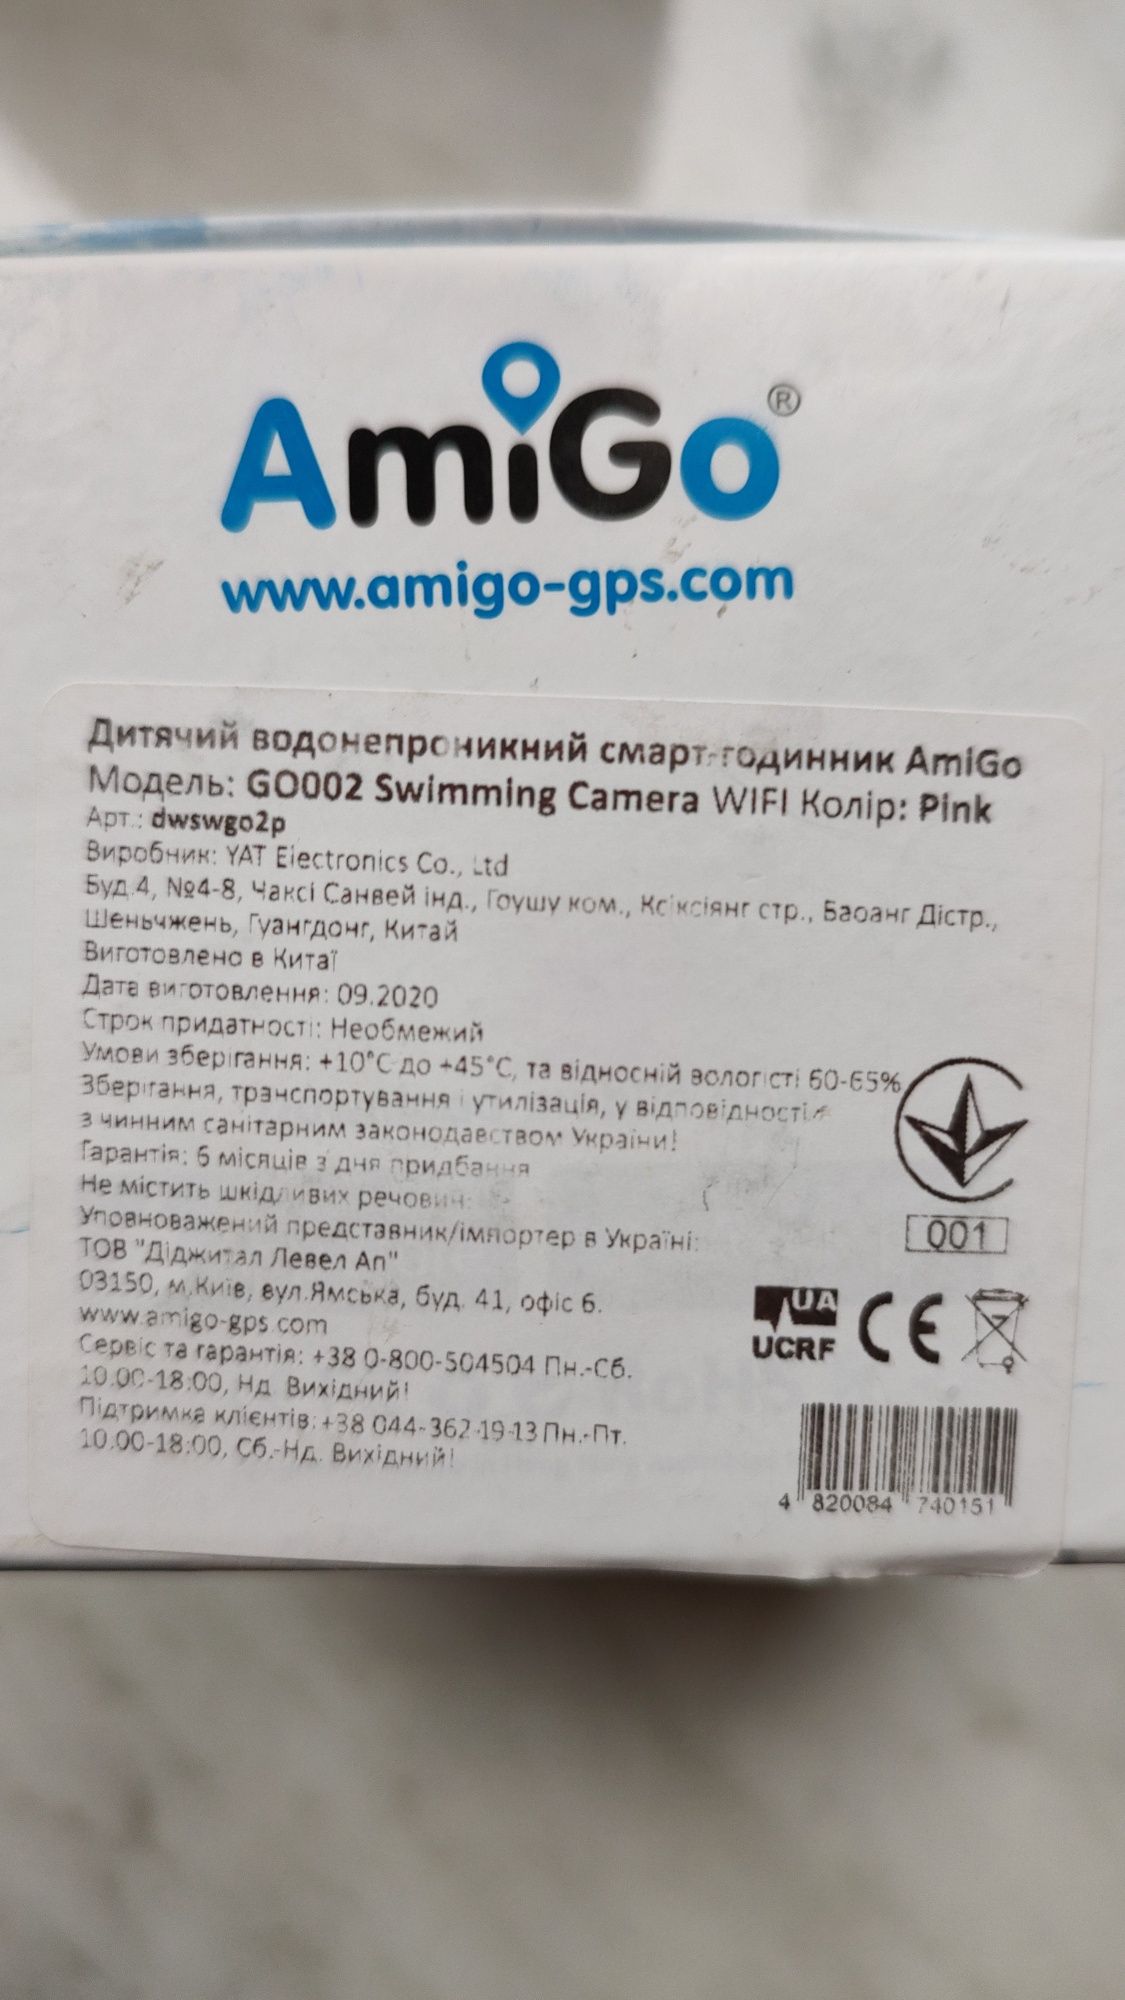 AmiGo®
www.amigo-gps.com
Дитячий водонепроникний смарт-годинник AmiGo
Модель: GO002 Swimming Camera WIFI Колір: Pink
Арт.: dwswgo2p
Виробник: YAT Electronics Co., Ltd
Буд.4, №4-8, Чаксі Санвей інд., Гоушу ком., Ксіксіянг стр., Баоанг Дістр.,
Шеньчжень, Гуангдонг, Китай
Виготовлено в Китаї
Дата виготовлення: 09.2020
Строк придатності: Необмежий
Умови зберігання: +10°C до +45°C, та відносній вологісті 60-65%
Зберігання, транспортування і утилізація, у відповідності
з чинним санітарним законодавством України!
Гарантія: 6 місяців з дня придбання
Не містить шкідливих речовин
Уповноважений представник/імпортер в Україні:
ТОВ "Діджитал Левел Ап"
03150, м.Київ, вул.Ямська, буд. 41, офіс 6.
www.amigo-gps.com
Сервіс та гарантія: +38 0-800-504504 Пн.-Сб.
10.00-18:00, Нд. Вихідний!
Підтримка клієнтів: +38 044-362-19-13 Пн.-Пт.
10.00-18:00, Сб.-Нд. Вихідний!
001
UA
UCRF
CE
4 820084 740151